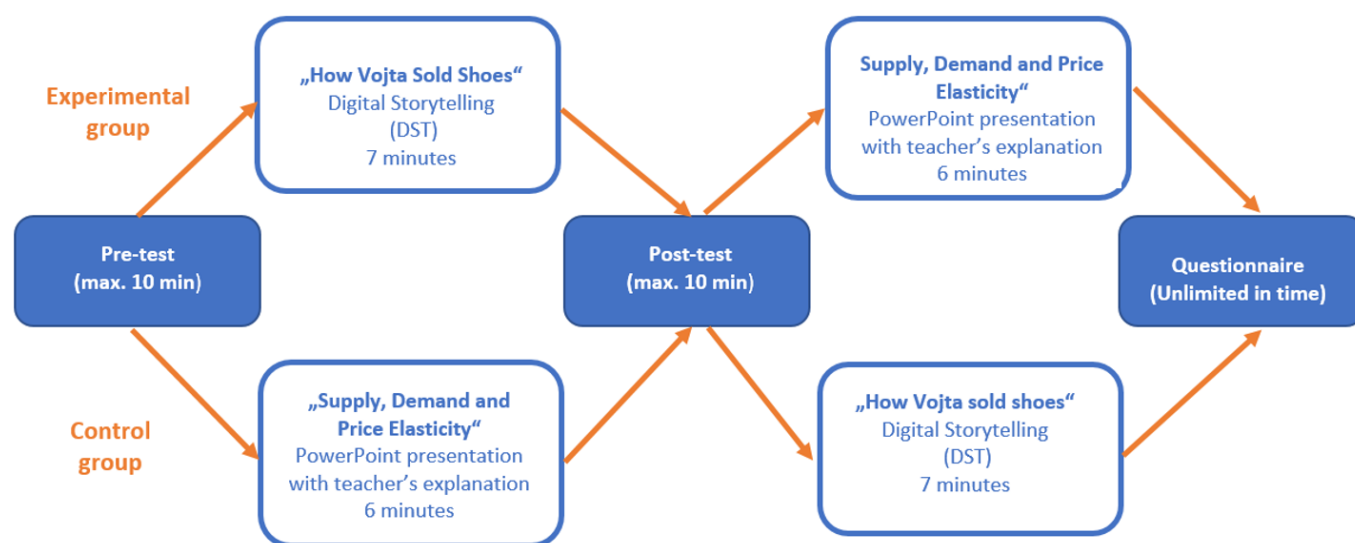 Experimental
group
„How Vojta Sold Shoes“
Digital Storytelling
(DST)
7 minutes
Supply, Demand and Price
Elasticity“
PowerPoint presentation
with teacher’s explanation
6 minutes
Pre-test
(max. 10 min)
Post-test
(max. 10 min)
Questionnaire
(Unlimited in time)
Control
group
„Supply, Demand and
Price Elasticity“
PowerPoint presentation
with teacher’s explanation
6 minutes
„How Vojta sold shoes“
Digital Storytelling
(DST)
7 minutes